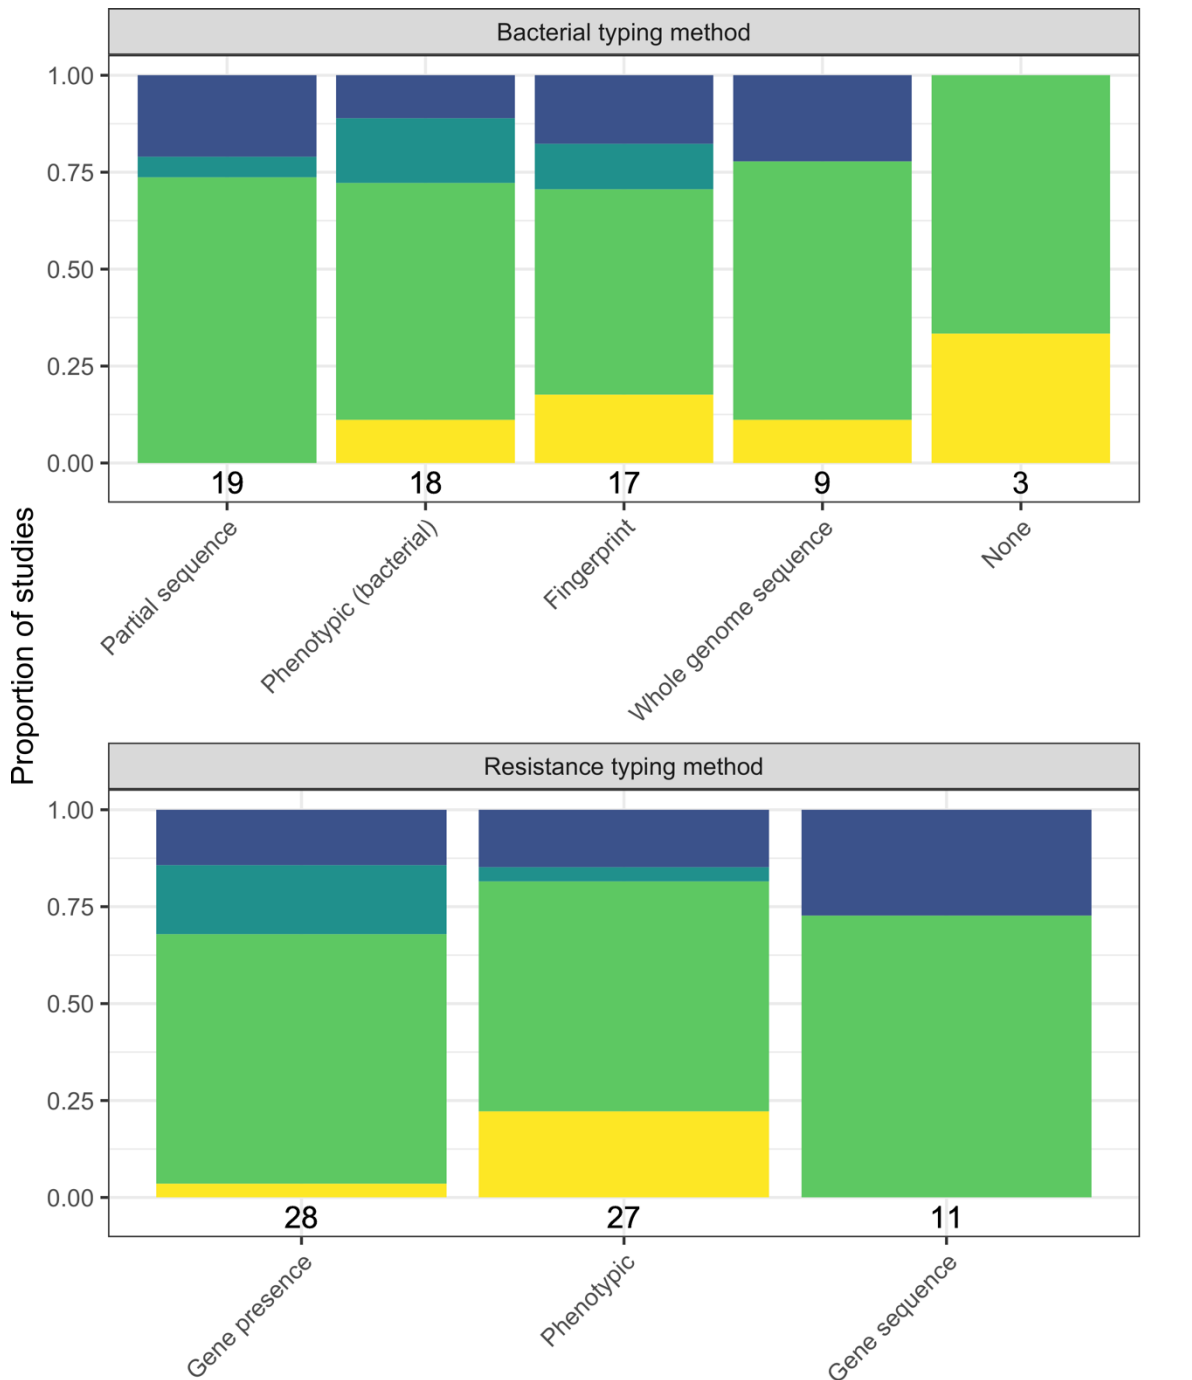 Bacterial typing method
1.00
0.75
0.50
0.25
0.00
19 18 17 9 3
Partial sequence
Phenotypic (bacterial)
Fingerprint
Whole genome sequence
None
Proportion of studies
Resistance typing method
1.00
0.75
0.50
0.25
0.00
28 27 11
Gene presence
Phenotypic
Gene sequence